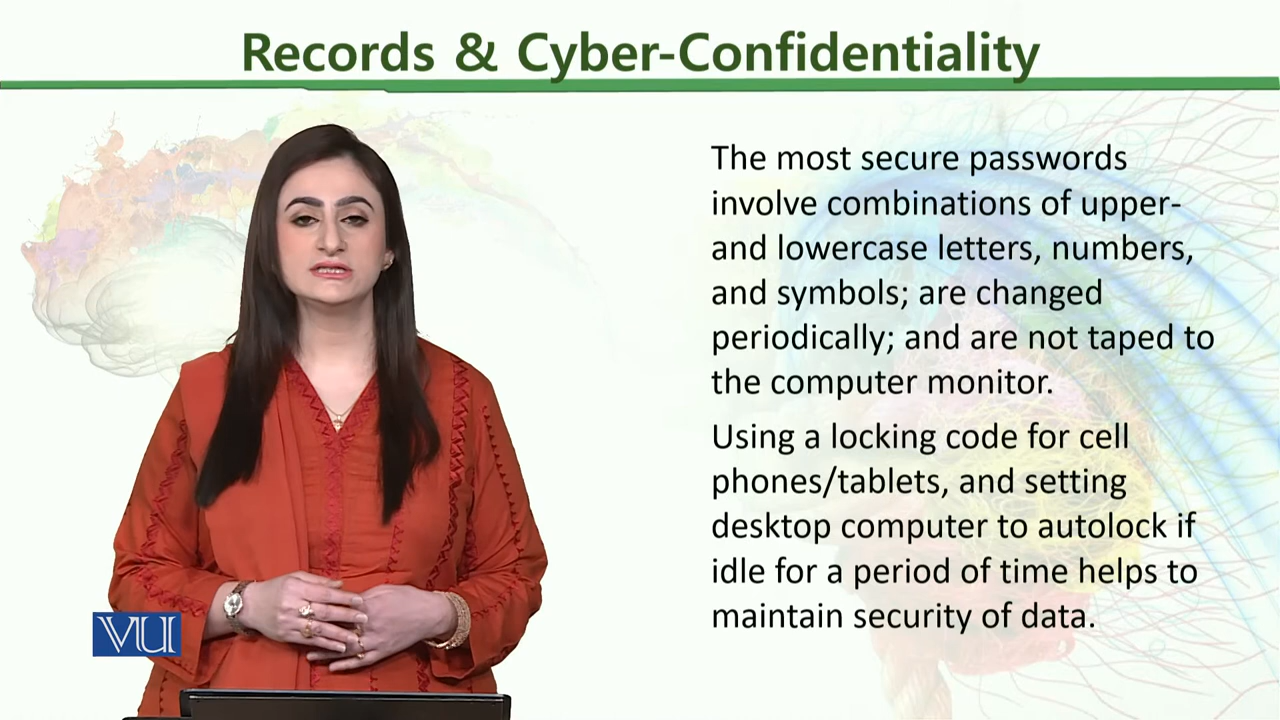 Records & Cyber-Confidentiality
The most secure passwords
involve combinations of upper-
and lowercase letters, numbers,
and symbols; are changed
periodically; and are not taped to
the computer monitor.
Using a locking code for cell
phones/tablets, and setting
desktop computer to autolock if
idle for a period of time helps to
maintain security of data.
VU